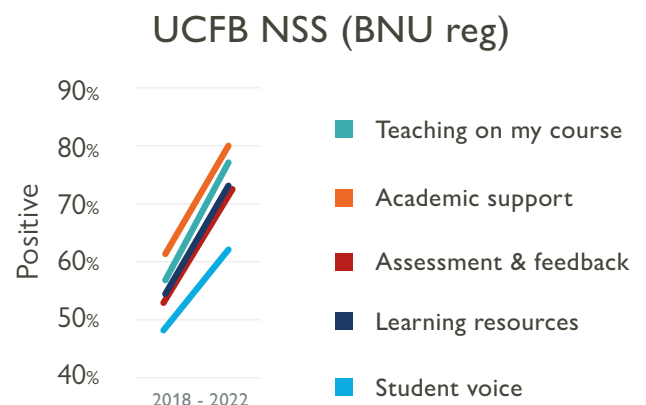 UCFB NSS (BNU reg)
90%
80%
70%
60%
50%
40%
Positive
2018 - 2022
Teaching on my course
Academic support
Assessment & feedback
Learning resources
Student voice